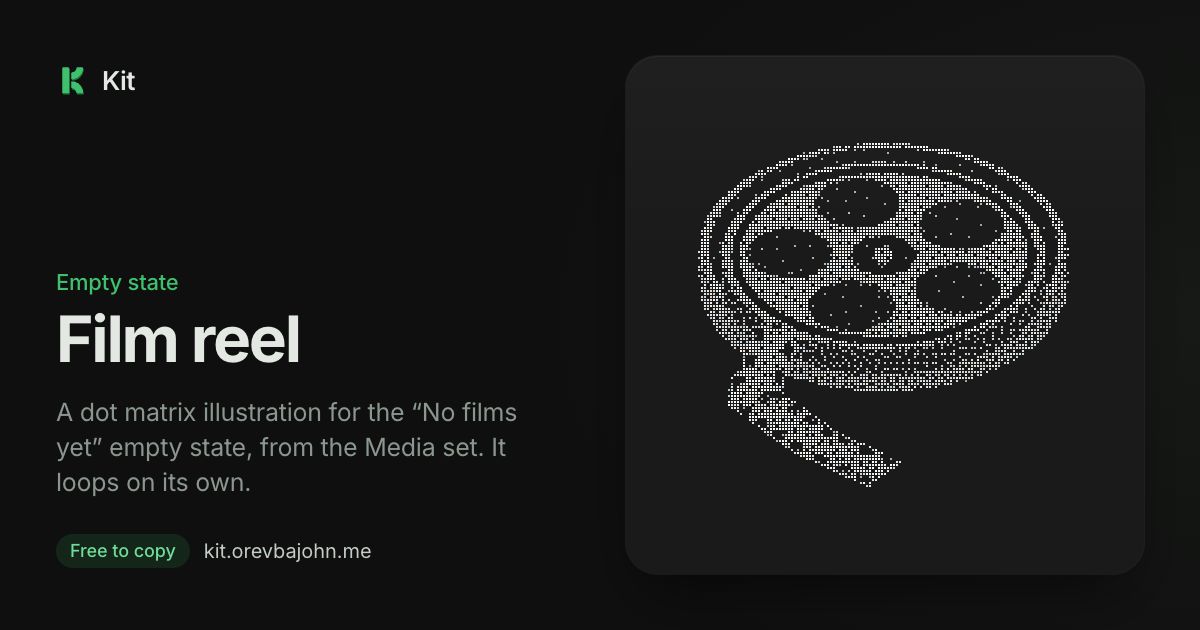 Kit
Empty state
Film reel
A dot matrix illustration for the “No films
yet” empty state, from the Media set. It
loops on its own.
Free to copy
kit.orevbajohn.me